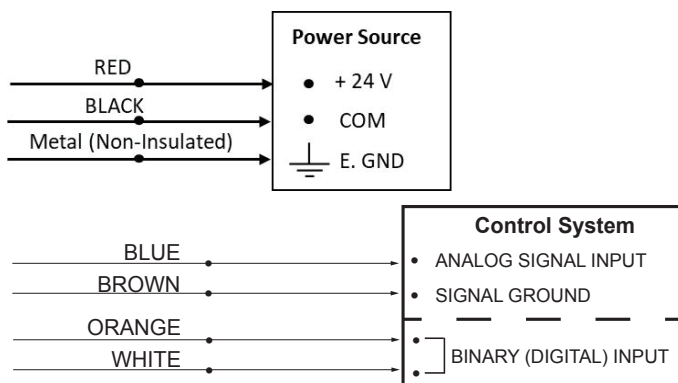 Power Source
RED
+ 24 V
BLACK
COM
Metal (Non-Insulated)
E. GND
Control System
BLUE
ANALOG SIGNAL INPUT
BROWN
SIGNAL GROUND
ORANGE
WHITE
BINARY (DIGITAL) INPUT